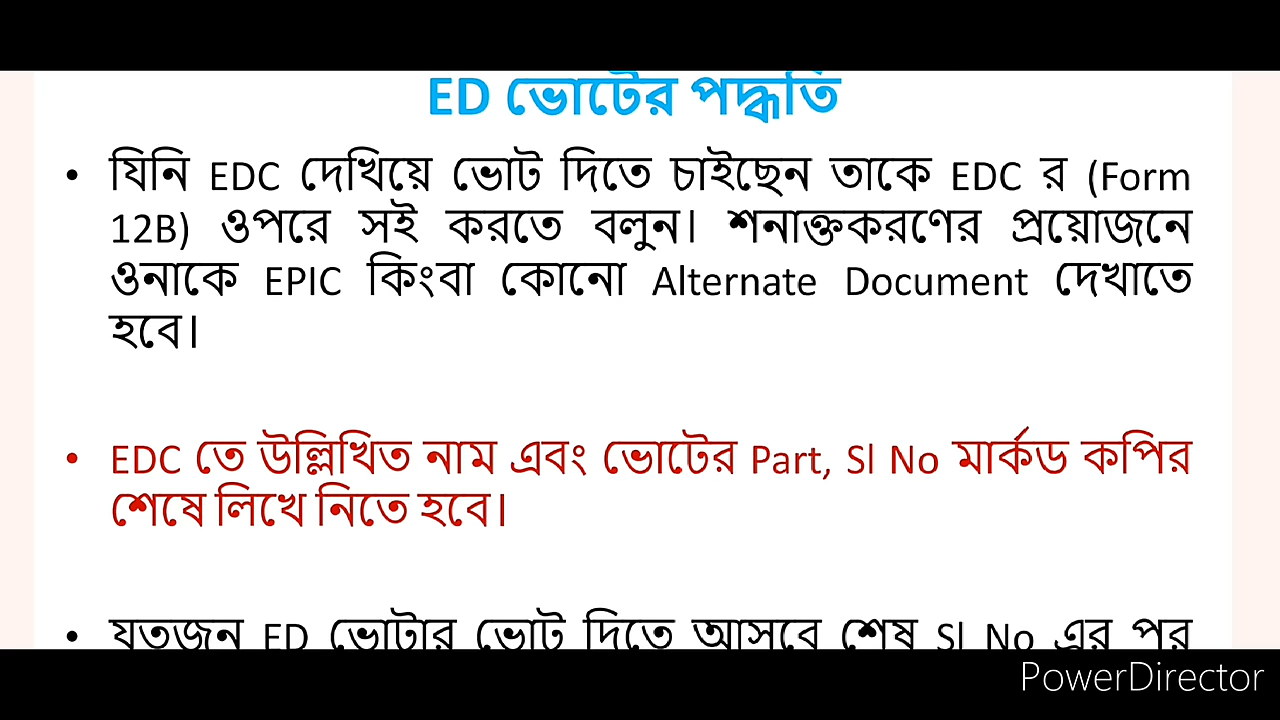 ED ভোটের পদ্ধতি
• যিনি EDC দেখিয়ে ভোট দিতে চাইছেন তাকে EDC র (Form
12B) ওপরে সই করতে বলুন। শনাক্তকরণের প্রয়োজনে
ওনাকে EPIC কিংবা কোনো Alternate Document দেখাতে
হবে।
• EDC তে উল্লিখিত নাম এবং ভোটের Part, Sl No মার্কড কপির
শেষে লিখে নিতে হবে।
• যতজন ED ভোটার ভোট দিতে আসবে শেষ Sl No এর পর
PowerDirector